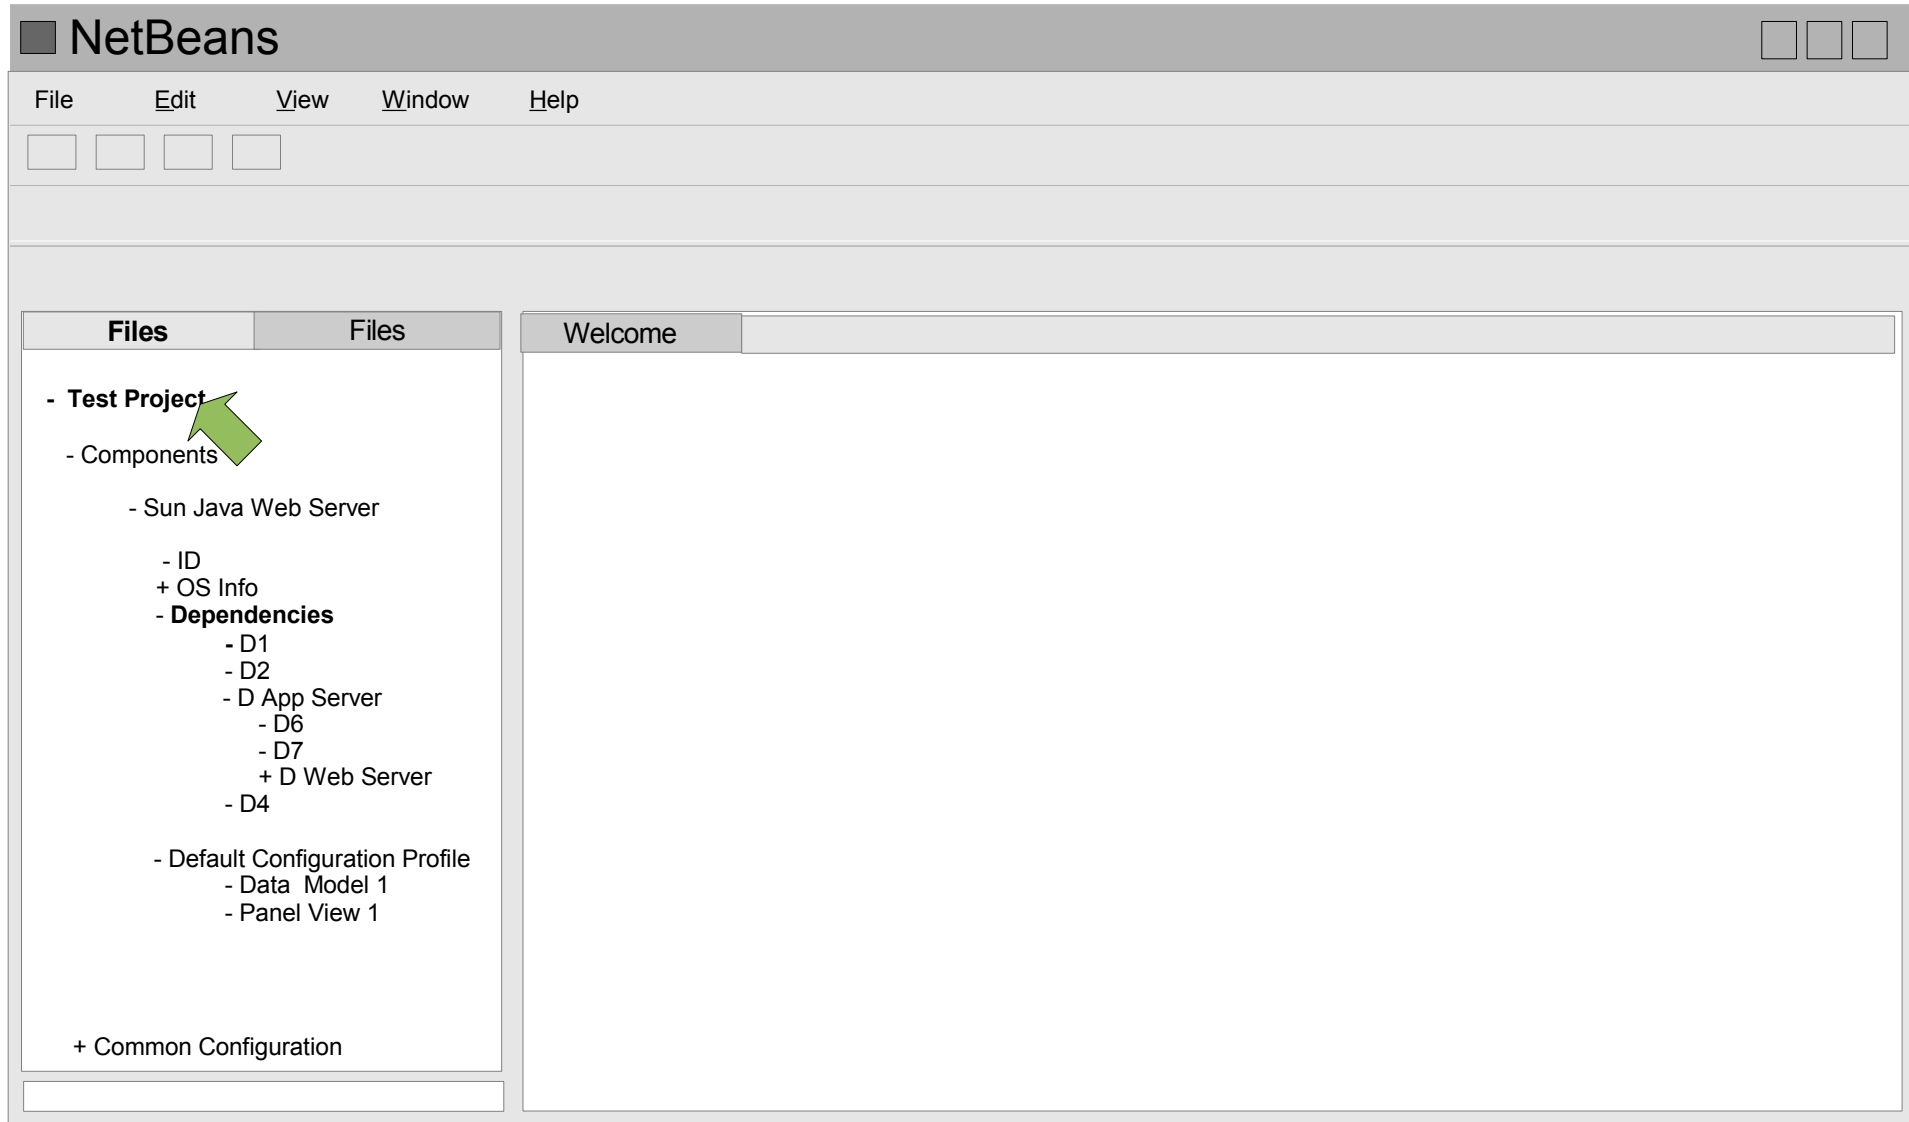 NetBeans
File Edit View Window Help
Files Files Welcome
- Test Project
- Components
- Sun Java Web Server
- ID
+ OS Info
- Dependencies
- D1
- D2
- D App Server
- D6
- D7
+ D Web Server
- D4
- Default Configuration Profile
- Data Model 1
- Panel View 1
+ Common Configuration